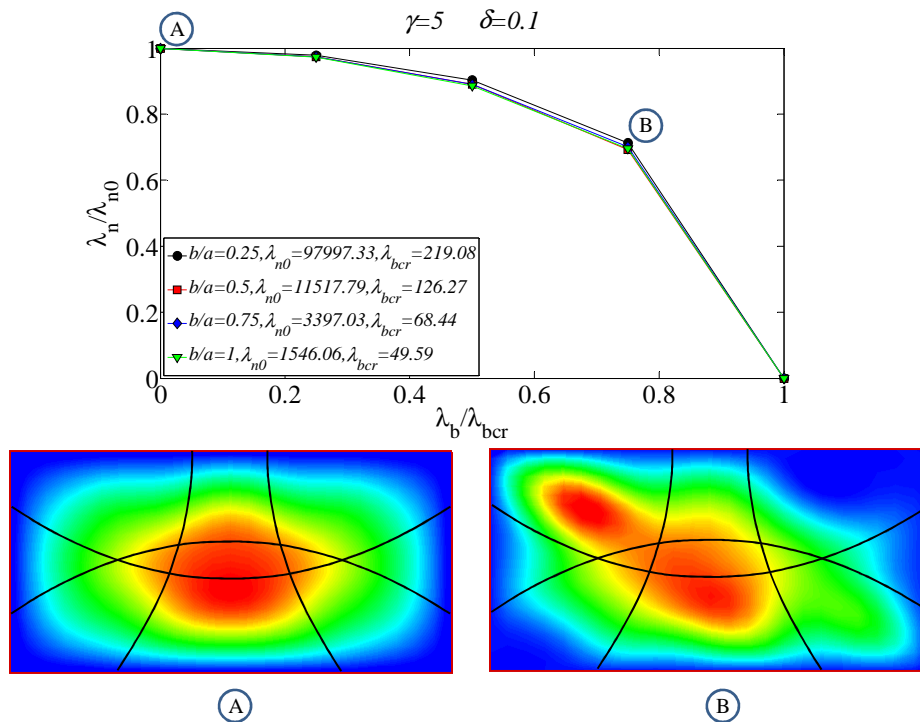 γ=5 δ=0.1
A
1
0.8
0.6
0.4
0.2
0
λn/λn0
B
b/a=0.25,λn0=97997.33,λbcr=219.08
b/a=0.5,λn0=11517.79,λbcr=126.27
b/a=0.75,λn0=3397.03,λbcr=68.44
b/a=1,λn0=1546.06,λbcr=49.59
0 0.2 0.4 0.6 0.8 1
λb/λbcr
A B